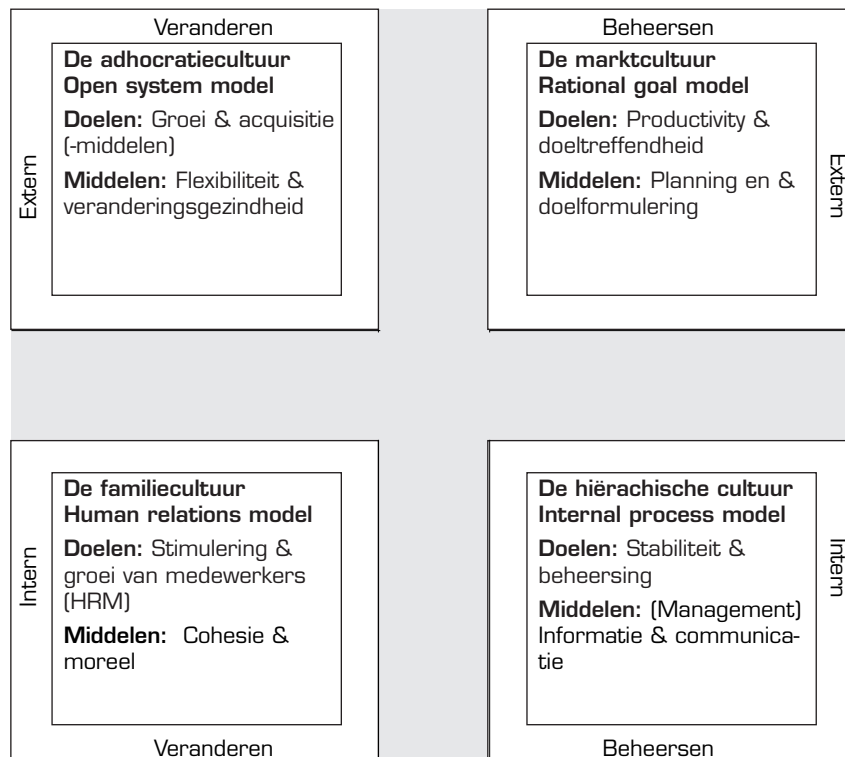 Veranderen
Extern
De adhocratiecultuur
Open system model
Doelen: Groei & acquisitie
(-middelen)
Middelen: Flexibiliteit &
veranderingsgezindheid
Beheersen
De marktcultuur
Rational goal model
Doelen: Productivity &
doeltreffendheid
Middelen: Planning en &
doelformulering
Extern
Intern
De familiecultuur
Human relations model
Doelen: Stimulering &
groei van medewerkers
(HRM)
Middelen: Cohesie &
moreel
Veranderen
De hiërachische cultuur
Internal process model
Doelen: Stabiliteit &
beheersing
Middelen: (Management)
Informatie & communica-
tie
Intern
Beheersen